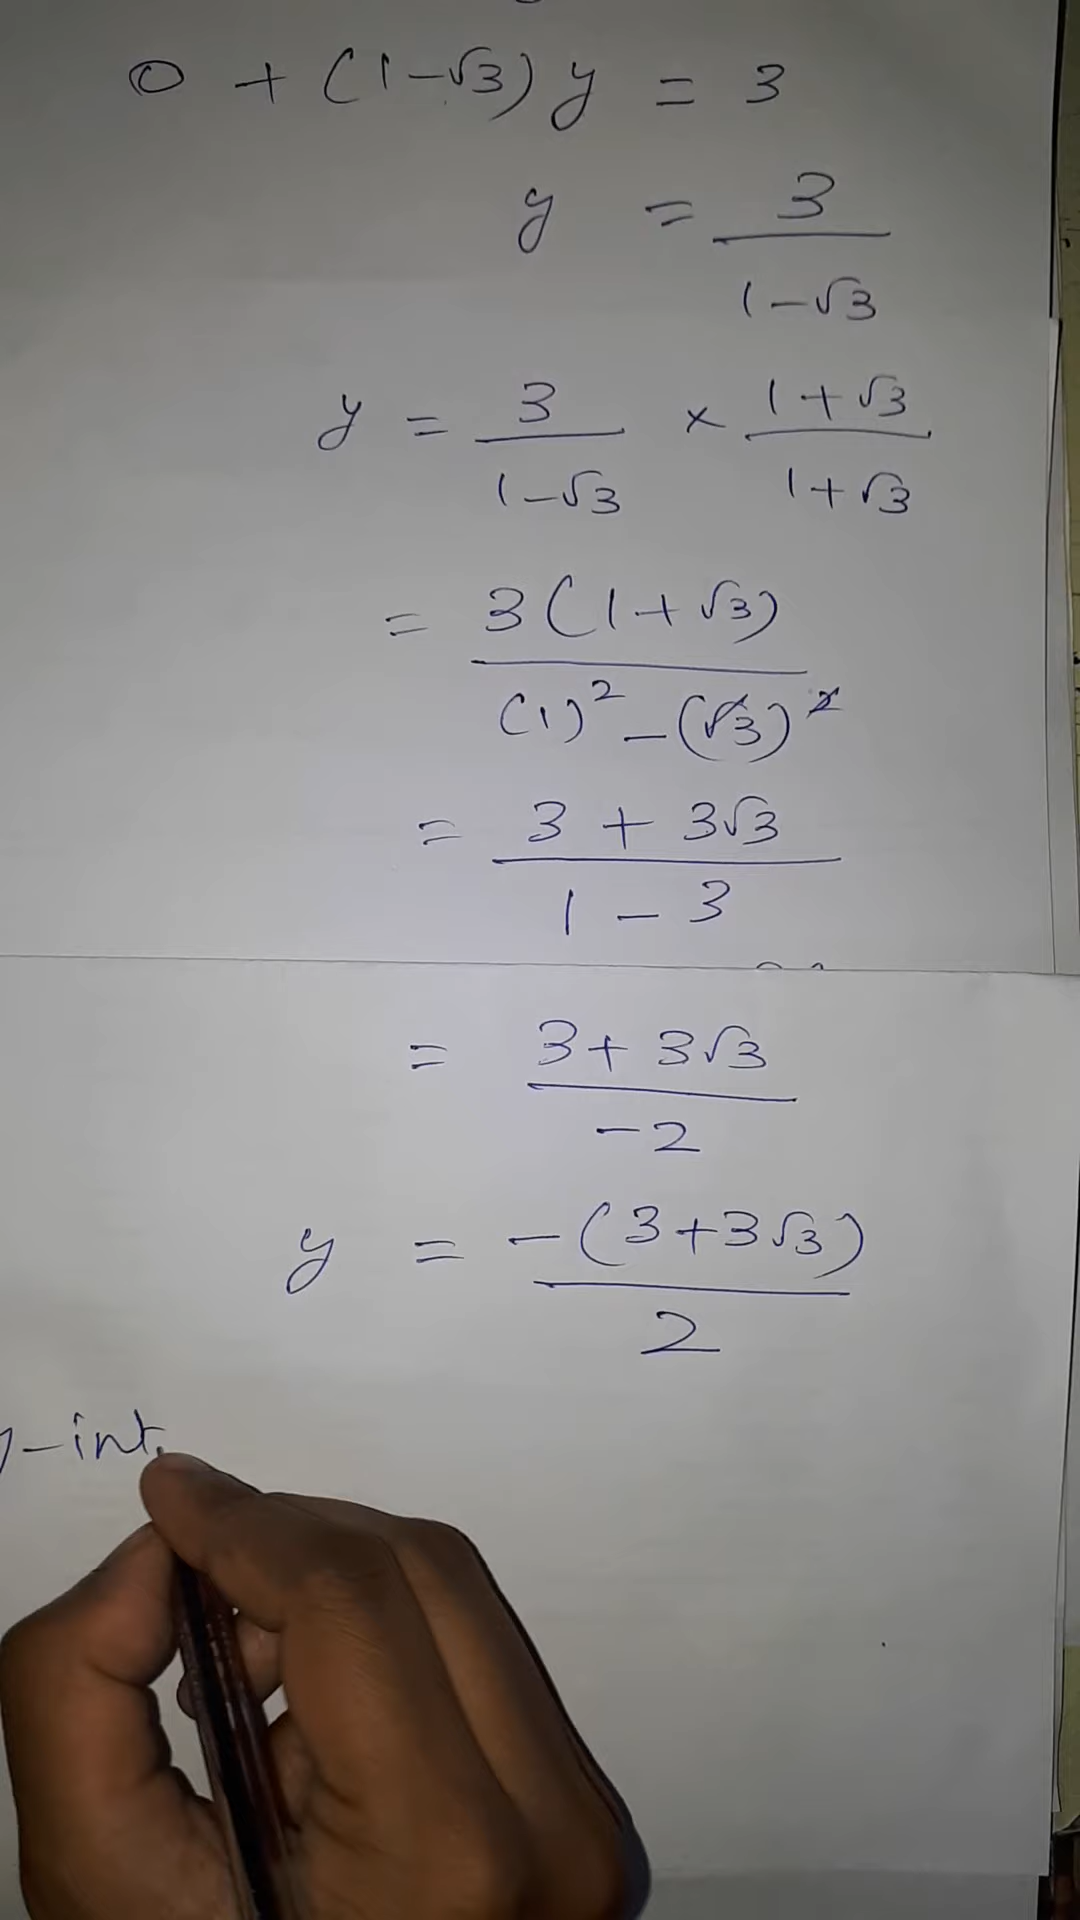 0 + (1-√3) y = 3
y = 3 / 1-√3
y = 3 / 1-√3 × 1+√3 / 1+√3
= 3(1+√3) / (1)² - (√3)²
= 3 + 3√3 / 1 - 3
= 3+ 3√3 / -2
y = -(3+3√3) / 2
y-int.